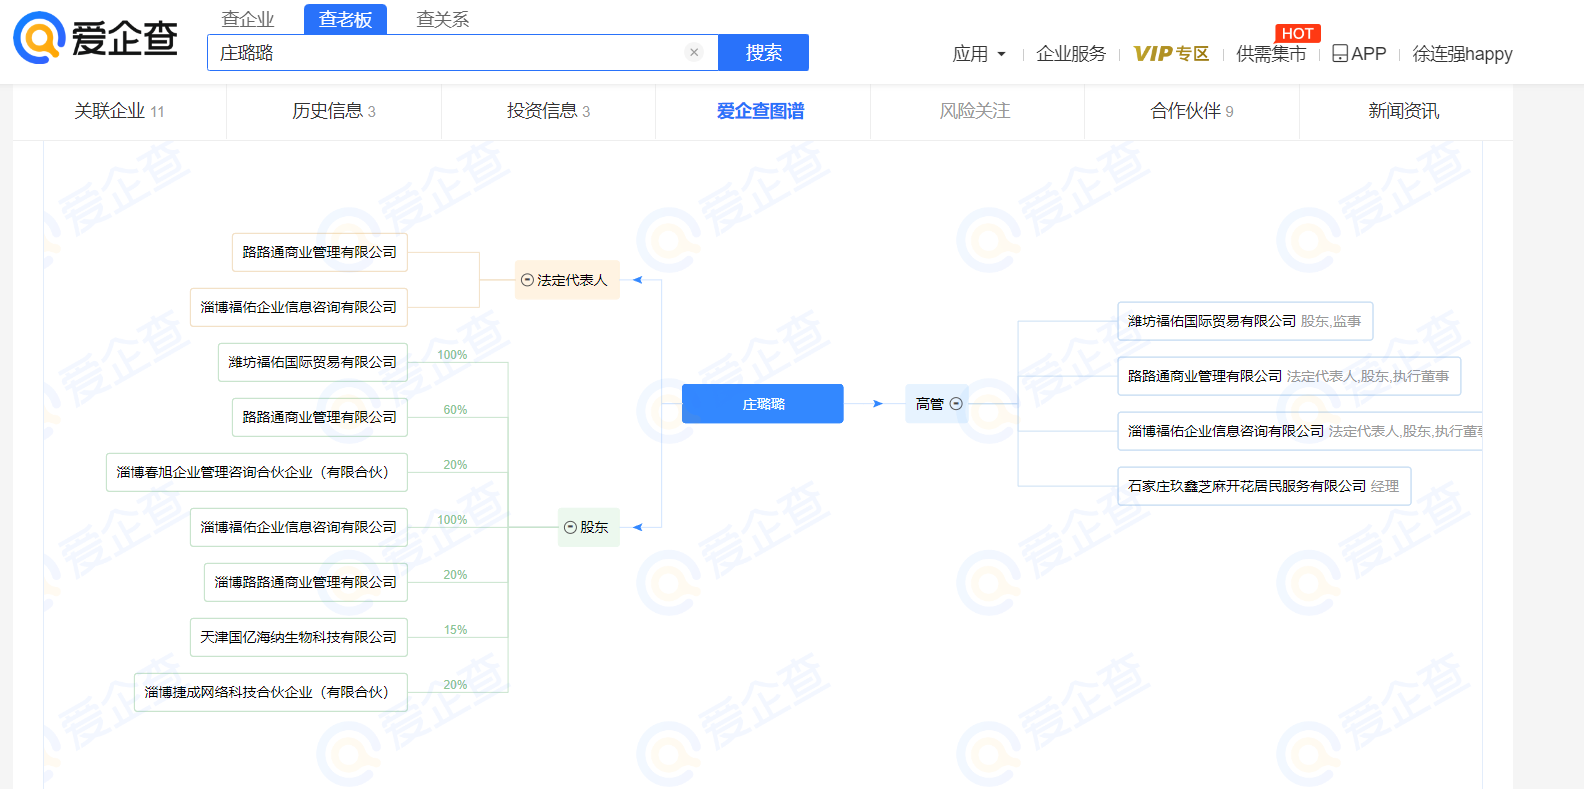 爱企查
查企业 查老板 查关系
庄璐璐 搜索
应用 企业服务 VIP专区 供需集市 HOT APP 徐连强happy
关联企业 11 历史信息 3 投资信息 3 爱企查图谱 风险关注 合作伙伴 9 新闻资讯
路路通商业管理有限公司
淄博福佑企业信息咨询有限公司
法定代表人
潍坊福佑国际贸易有限公司 100%
路路通商业管理有限公司 60%
淄博春旭企业管理咨询合伙企业（有限合伙） 20%
淄博福佑企业信息咨询有限公司 100%
淄博路路通商业管理有限公司 20%
天津国亿海纳生物科技有限公司 15%
淄博捷成网络科技合伙企业（有限合伙） 20%
股东
庄璐璐
高管
潍坊福佑国际贸易有限公司 股东,监事
路路通商业管理有限公司 法定代表人,股东,执行董事
淄博福佑企业信息咨询有限公司 法定代表人,股东,执行董事
石家庄玖鑫芝麻开花居民服务有限公司 经理